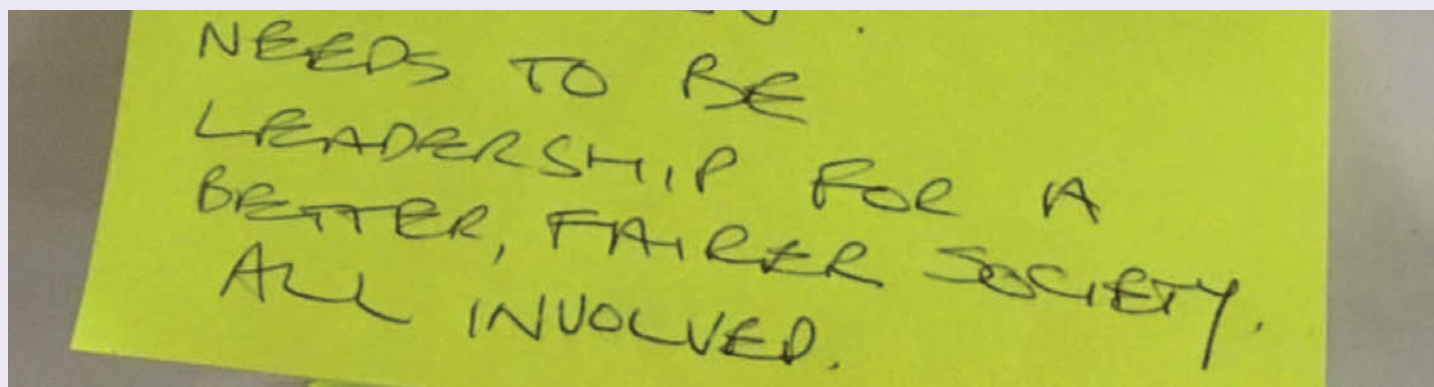 NEEDS TO BE
LEADERSHIP FOR A
BETTER, FAIRER SOCIETY.
ALL INVOLVED.